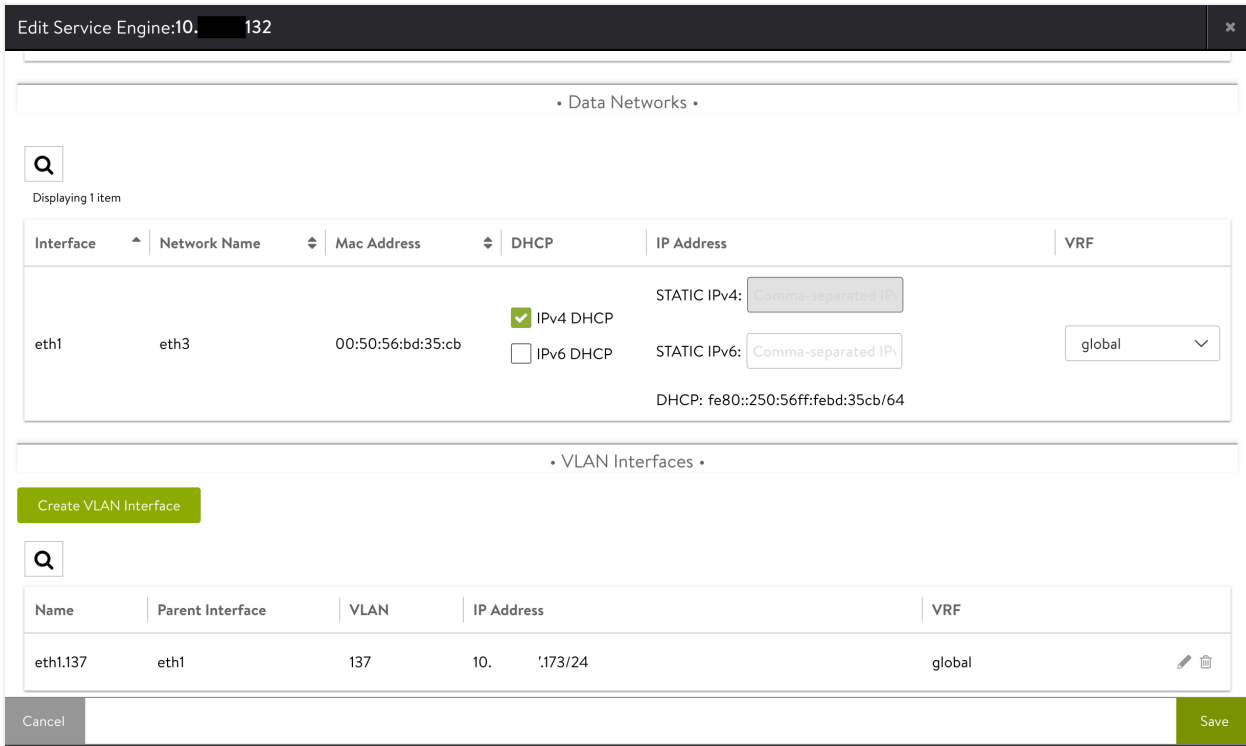 Edit Service Engine:10. 132
• Data Networks •
Displaying 1 item
Interface Network Name Mac Address DHCP IP Address VRF
STATIC IPv4: Comma-separated IPv
IPv4 DHCP
eth1 eth3 00:50:56:bd:35:cb global
IPv6 DHCP
STATIC IPv6: Comma-separated IPv
DHCP: fe80::250:56ff:febd:35cb/64
• VLAN Interfaces •
Create VLAN Interface
Name Parent Interface VLAN IP Address VRF
eth1.137 eth1 137 10. .173/24 global
Cancel Save